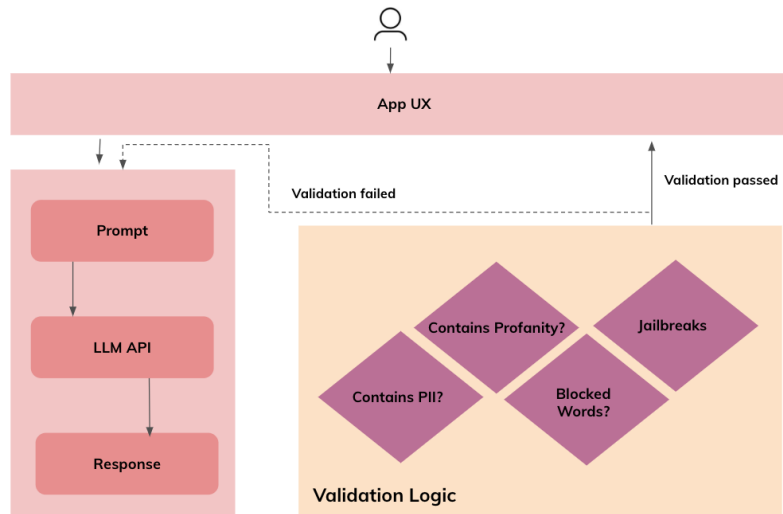 App UX
Validation failed
Validation passed
Prompt
LLM API
Response
Contains Profanity?
Jailbreaks
Contains PII?
Blocked
Words?
Validation Logic